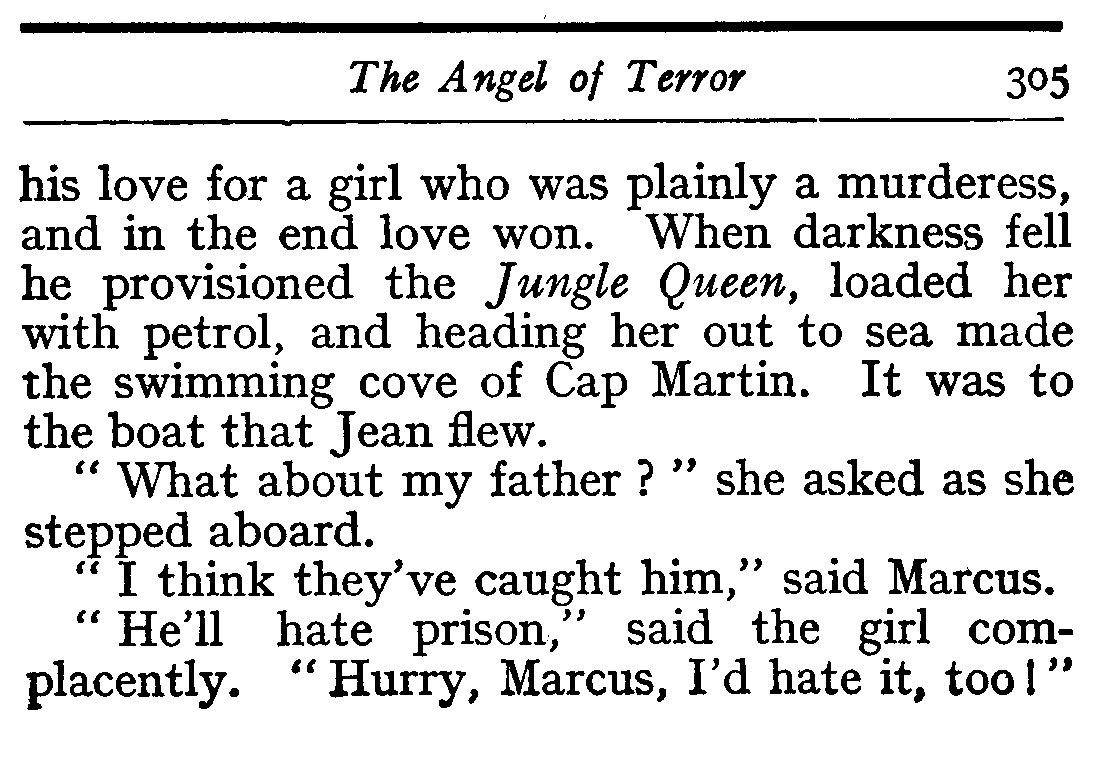 The Angel of Terror 305
his love for a girl who was plainly a murderess,
and in the end love won. When darkness fell
he provisioned the Jungle Queen, loaded her
with petrol, and heading her out to sea made
the swimming cove of Cap Martin. It was to
the boat that Jean flew.
“ What about my father ? ” she asked as she
stepped aboard.
“ I think they’ve caught him,” said Marcus.
“ He’ll hate prison,” said the girl com-
placently. “ Hurry, Marcus, I’d hate it, too ! ”